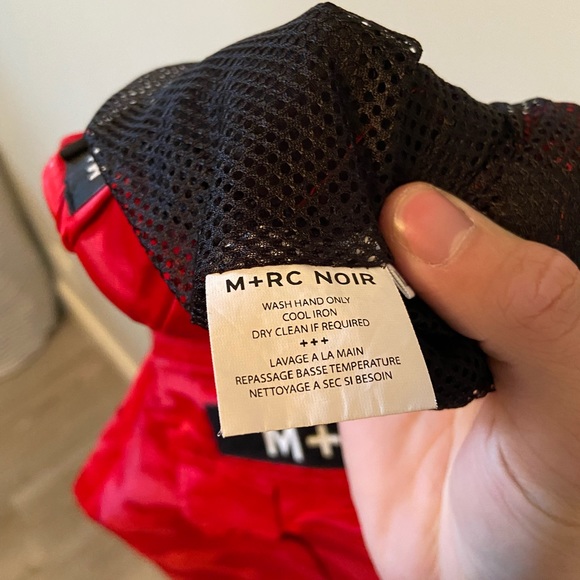 M+RC NOIR
WASH HAND ONLY
COOL IRON
DRY CLEAN IF REQUIRED
+++
LAVAGE A LA MAIN
REPASSAGE BASSE TEMPERATURE
NETTOYAGE A SEC SI BESOIN
M+
M